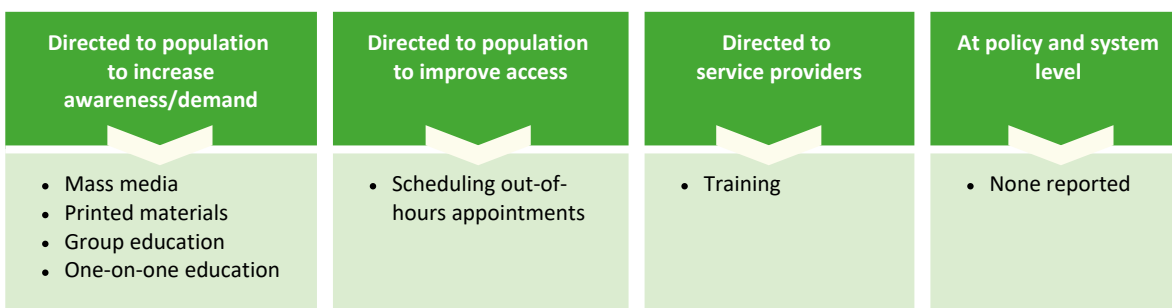 Directed to population
to increase
awareness/demand
• Mass media
• Printed materials
• Group education
• One-on-one education
Directed to population
to improve access
• Scheduling out-of-
hours appointments
Directed to
service providers
• Training
At policy and system
level
• None reported